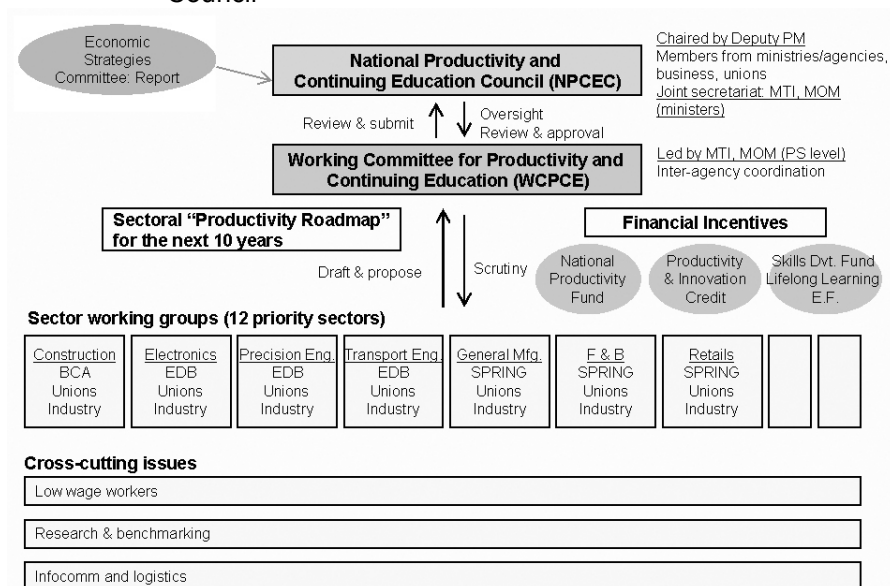 Council
Economic
Strategies
Committee: Report
National Productivity and
Continuing Education Council (NPCEC)
Chaired by Deputy PM
Members from ministries/agencies,
business, unions
Joint secretariat: MTI, MOM
(ministers)
Review & submit
Oversight
Review & approval
Working Committee for Productivity and
Continuing Education (WCPCE)
Led by MTI, MOM (PS level)
Inter-agency coordination
Sectoral "Productivity Roadmap"
for the next 10 years
Financial Incentives
Draft & propose
Scrutiny
National
Productivity
Fund
Productivity
& Innovation
Credit
Skills Dvt. Fund
Lifelong Learning
E.F.
Sector working groups (12 priority sectors)
Construction
BCA
Unions
Industry
Electronics
EDB
Unions
Industry
Precision Eng.
EDB
Unions
Industry
Transport Eng.
EDB
Unions
Industry
General Mfg.
SPRING
Unions
Industry
F & B
SPRING
Unions
Industry
Retails
SPRING
Unions
Industry
Cross-cutting issues
Low wage workers
Research & benchmarking
Infocomm and logistics